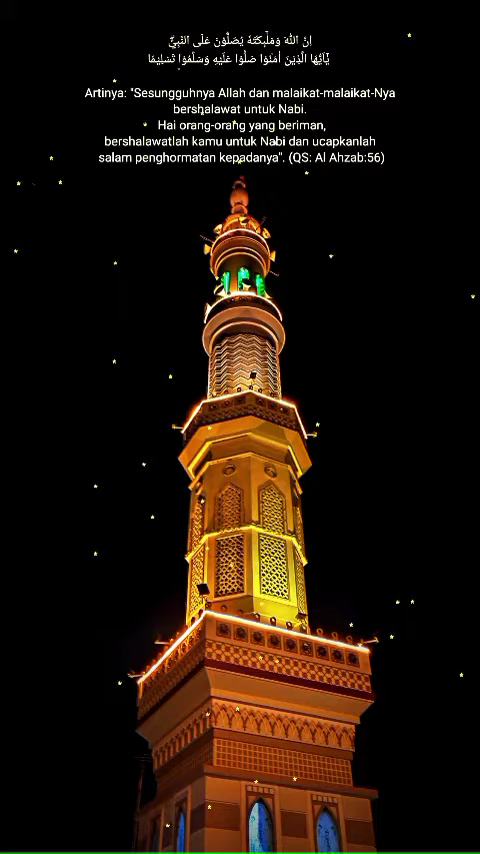 اِنَّ اللّٰهَ وَمَلٰۤىِٕكَتَهٗ يُصَلُّوْنَ عَلَى النَّبِيِّۗ
يٰٓاَيُّهَا الَّذِيْنَ اٰمَنُوْا صَلُّوْا عَلَيْهِ وَسَلِّمُوْا تَسْلِيْمًا
Artinya: "Sesungguhnya Allah dan malaikat-malaikat-Nya
bershalawat untuk Nabi.
Hai orang-orang yang beriman,
bershalawatlah kamu untuk Nabi dan ucapkanlah
salam penghormatan kepadanya". (QS: Al Ahzab:56)